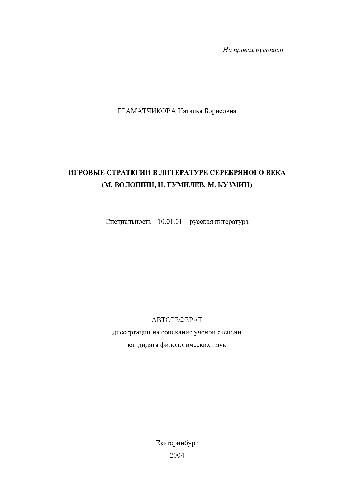 На правах рукописи
ГРАМАТЧИКОВА Наталья Борисовна
ИГРОВЫЕ СТРАТЕГИИ В ЛИТЕРАТУРЕ СЕРЕБРЯНОГО ВЕКА
(М. ВОЛОШИН, Н. ГУМИЛЕВ, М. КУЗМИН)
Специальность – 10.01.01 – русская литература
АВТОРЕФЕРАТ
диссертации на соискание ученой степени
кандидата филологических наук
Екатеринбург
2004